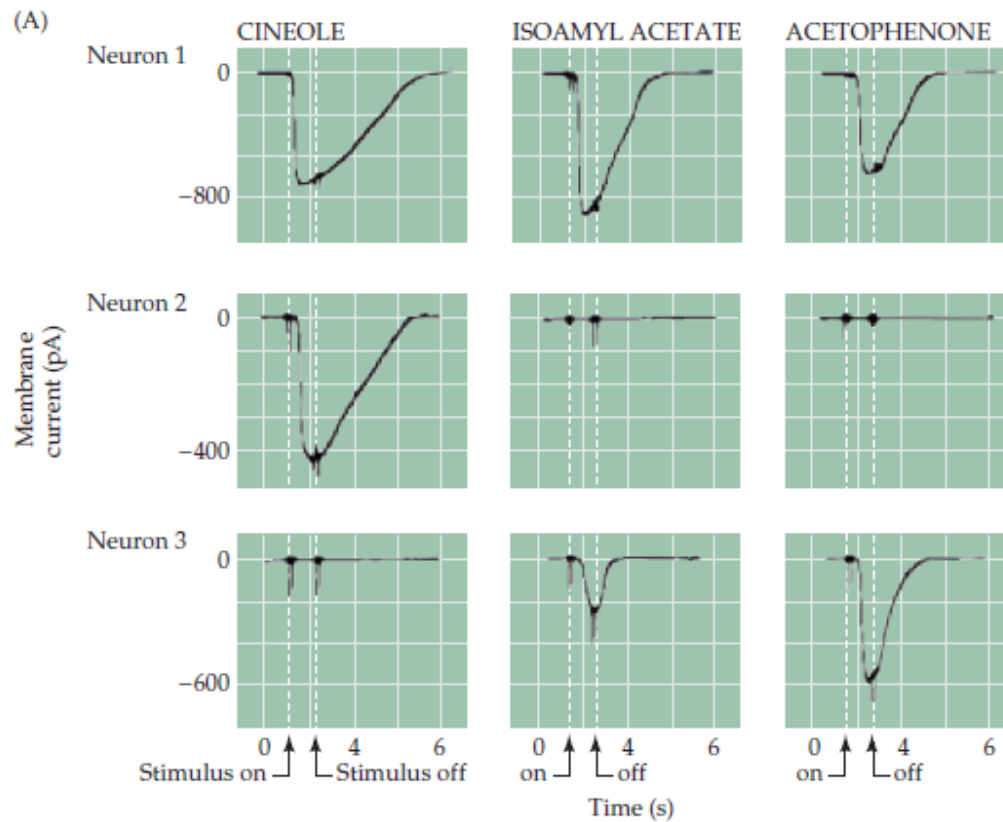 (A)
CINEOLE ISOAMYL ACETATE ACETOPHENONE
Neuron 1
0
−800
Neuron 2
0
−400
Membrane
current (pA)
Neuron 3
0
−600
0 4 6 0 4 6 0 4 6
Stimulus on Stimulus off on off on off
Time (s)